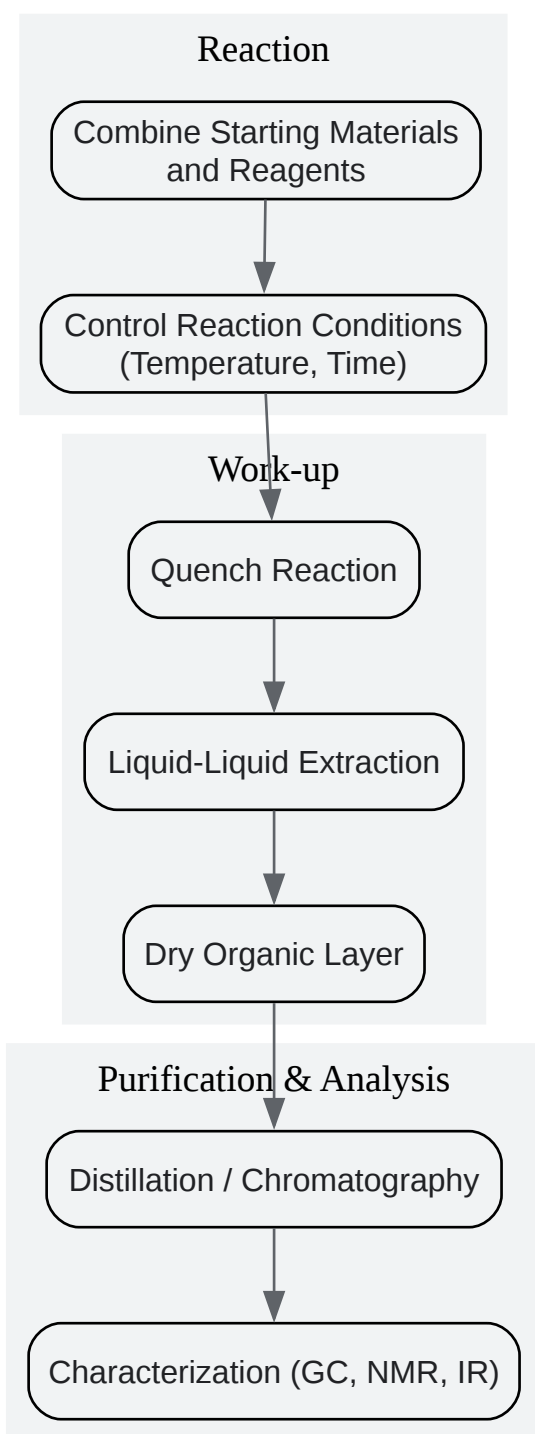 Reaction
Combine Starting Materials
and Reagents
Control Reaction Conditions
(Temperature, Time)
Work-up
Quench Reaction
Liquid-Liquid Extraction
Dry Organic Layer
Purification & Analysis
Distillation / Chromatography
Characterization (GC, NMR, IR)